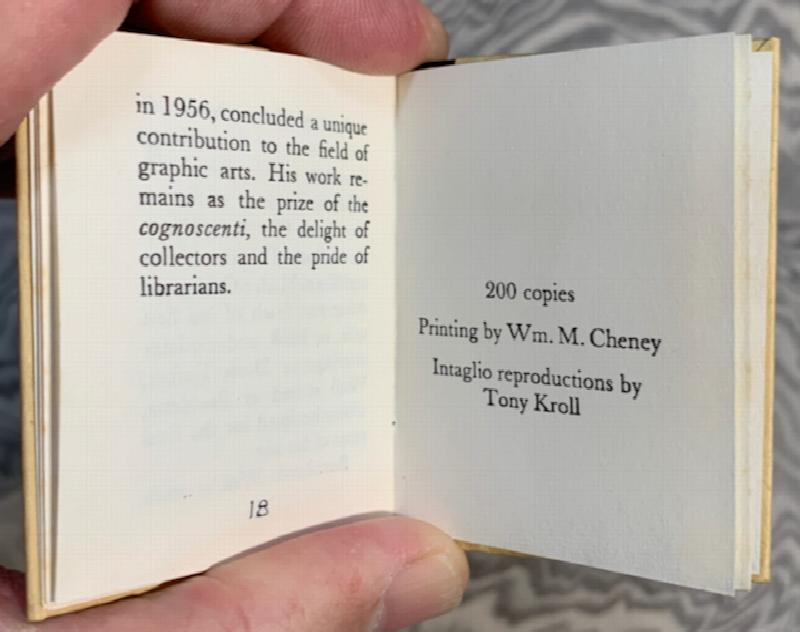 in 1956, concluded a unique
contribution to the field of
graphic arts. His work re-
mains as the prize of the
cognoscenti, the delight of
collectors and the pride of
librarians.
18
200 copies
Printing by Wm. M. Cheney
Intaglio reproductions by
Tony Kroll